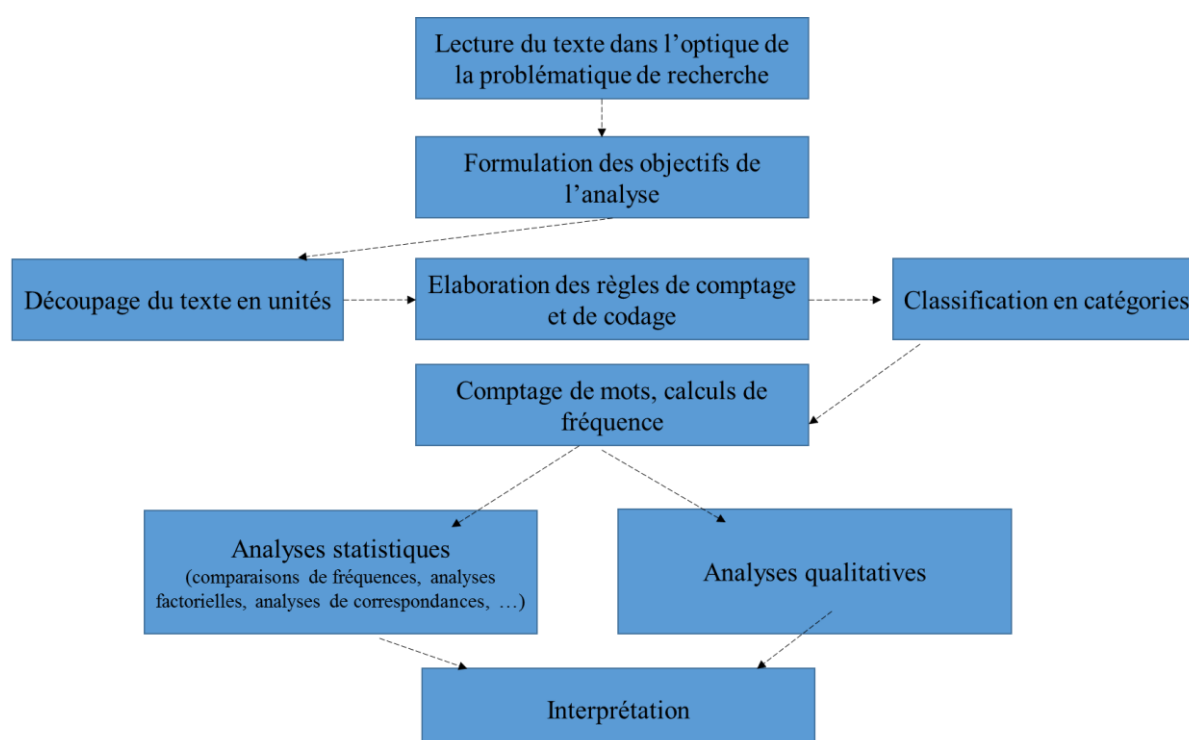 Lecture du texte dans l’optique de
la problématique de recherche
Formulation des objectifs de
l’analyse
Découpage du texte en unités
Elaboration des règles de comptage
et de codage
Classification en catégories
Comptage de mots, calculs de
fréquence
Analyses statistiques
(comparaisons de fréquences, analyses
factorielles, analyses de correspondances, …)
Analyses qualitatives
Interprétation